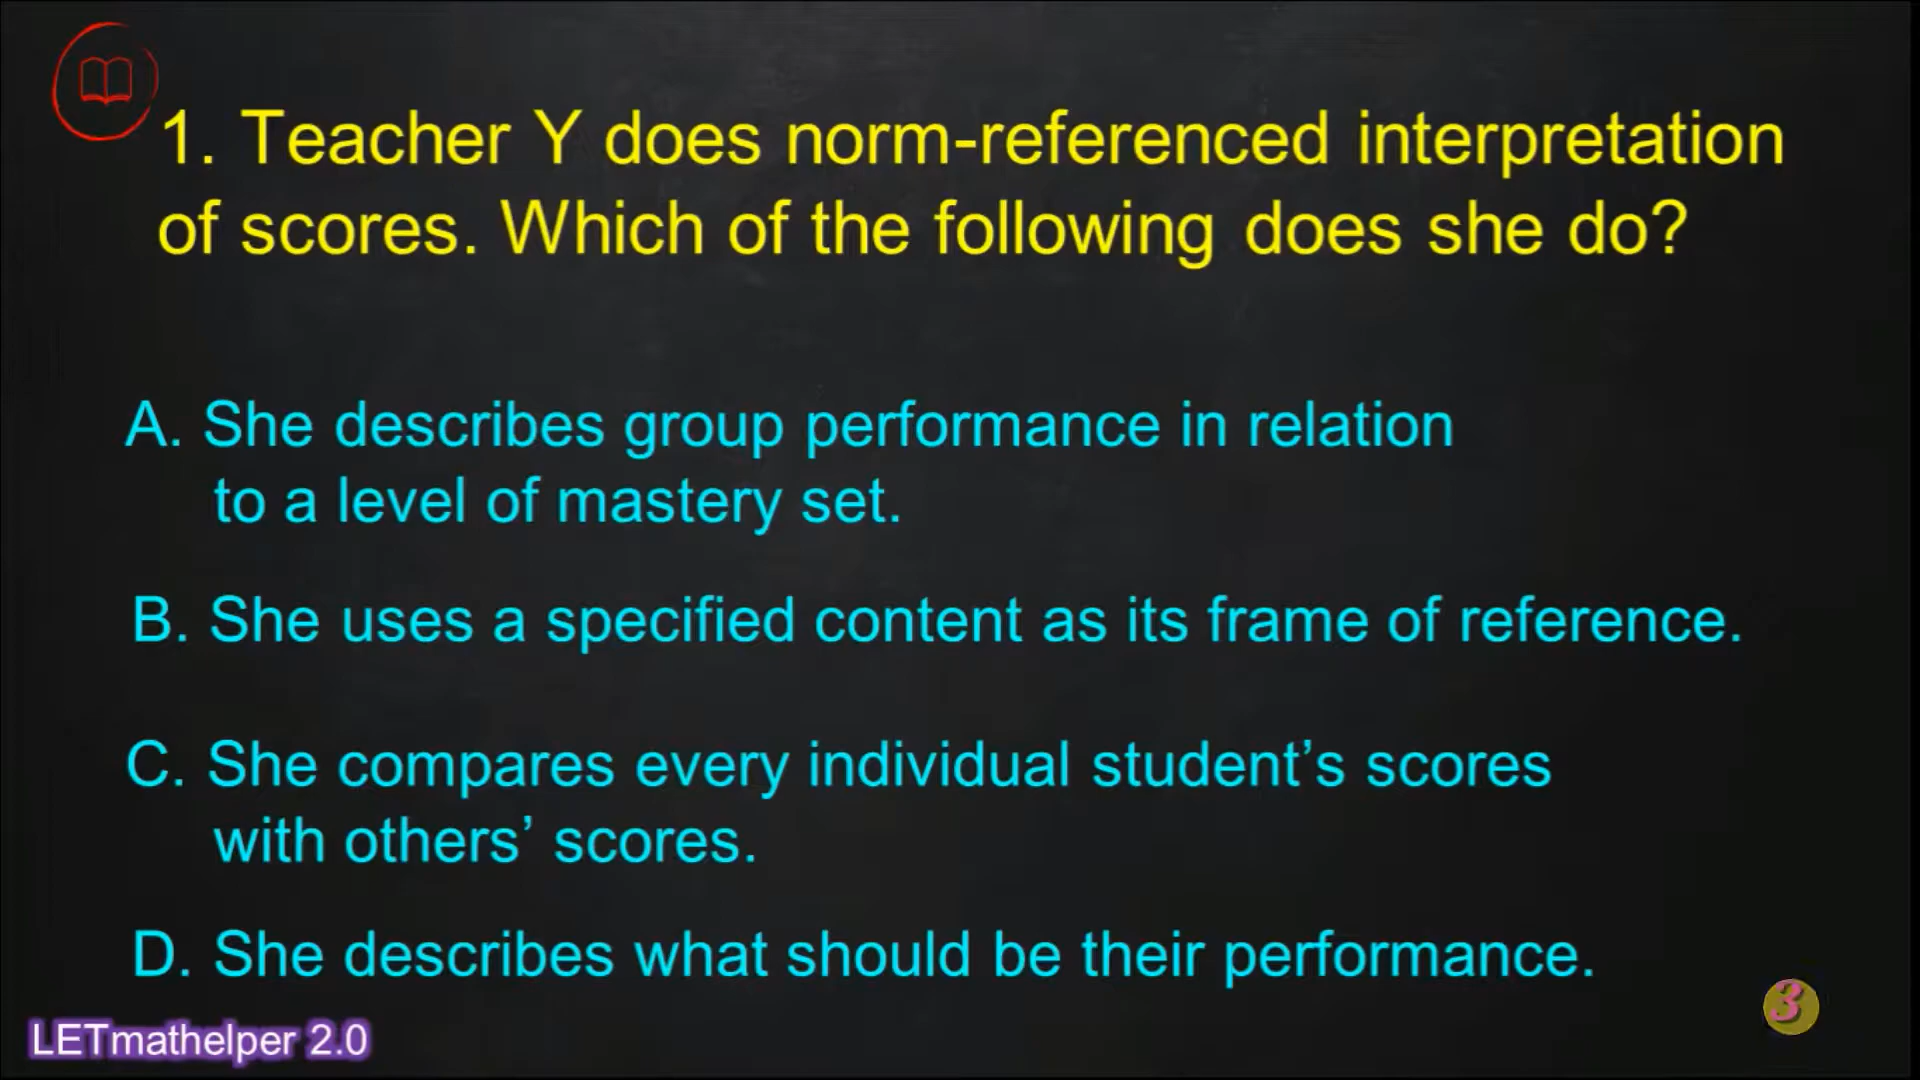 1. Teacher Y does norm-referenced interpretation
of scores. Which of the following does she do?
A. She describes group performance in relation
to a level of mastery set.
B. She uses a specified content as its frame of reference.
C. She compares every individual student’s scores
with others’ scores.
D. She describes what should be their performance.
3
LETmathelper 2.0